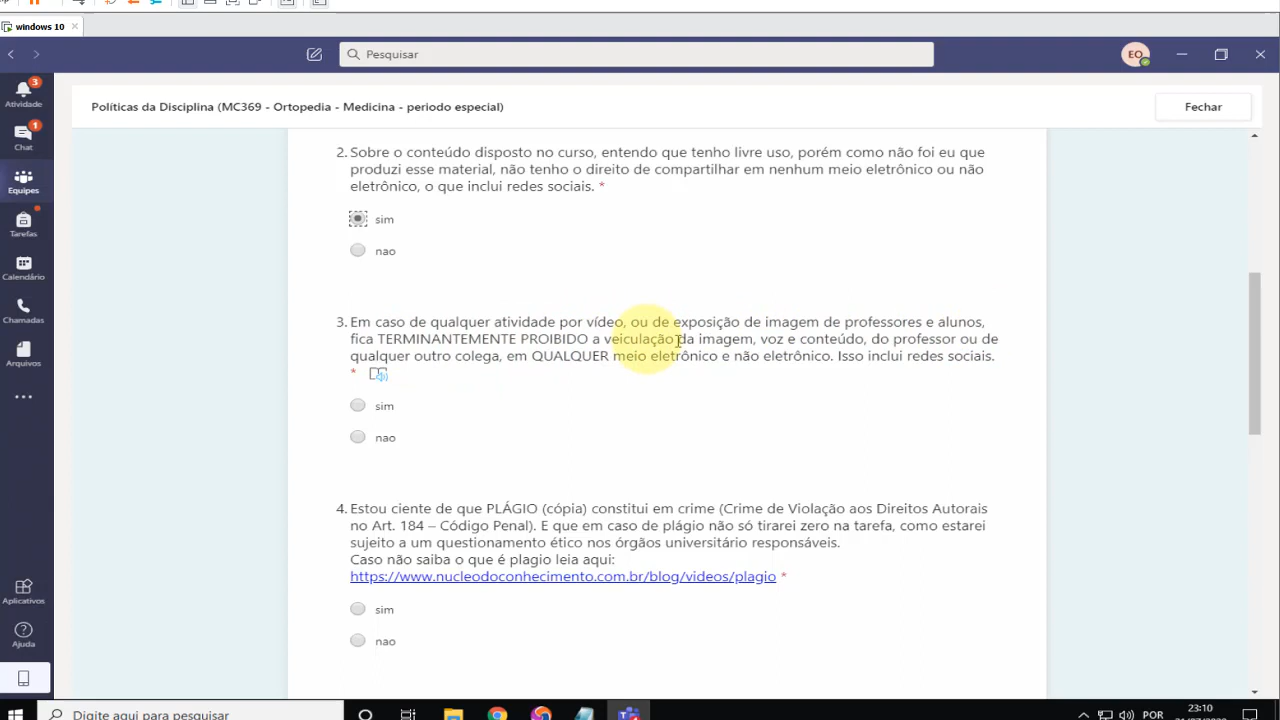 windows 10
Pesquisar
EO
Atividade
3
Chat
1
Equipes
Tarefas
Calendário
Chamadas
Arquivos
Aplicativos
Ajuda
Políticas da Disciplina (MC369 - Ortopedia - Medicina - periodo especial)
Fechar
2. Sobre o conteúdo disposto no curso, entendo que tenho livre uso, porém como não foi eu que
produzi esse material, não tenho o direito de compartilhar em nenhum meio eletrônico ou não
eletrônico, o que inclui redes sociais. *
sim
nao
3. Em caso de qualquer atividade por vídeo, ou de exposição de imagem de professores e alunos,
fica TERMINANTEMENTE PROIBIDO a veiculação da imagem, voz e conteúdo, do professor ou de
qualquer outro colega, em QUALQUER meio eletrônico e não eletrônico. Isso inclui redes sociais.
*
sim
nao
4. Estou ciente de que PLÁGIO (cópia) constitui em crime (Crime de Violação aos Direitos Autorais
no Art. 184 – Código Penal). E que em caso de plágio não só tirarei zero na tarefa, como estarei
sujeito a um questionamento ético nos órgãos universitário responsáveis.
Caso não saiba o que é plagio leia aqui:
https://www.nucleodoconhecimento.com.br/blog/videos/plagio *
sim
nao
Digite aqui para pesquisar
POR
23:10